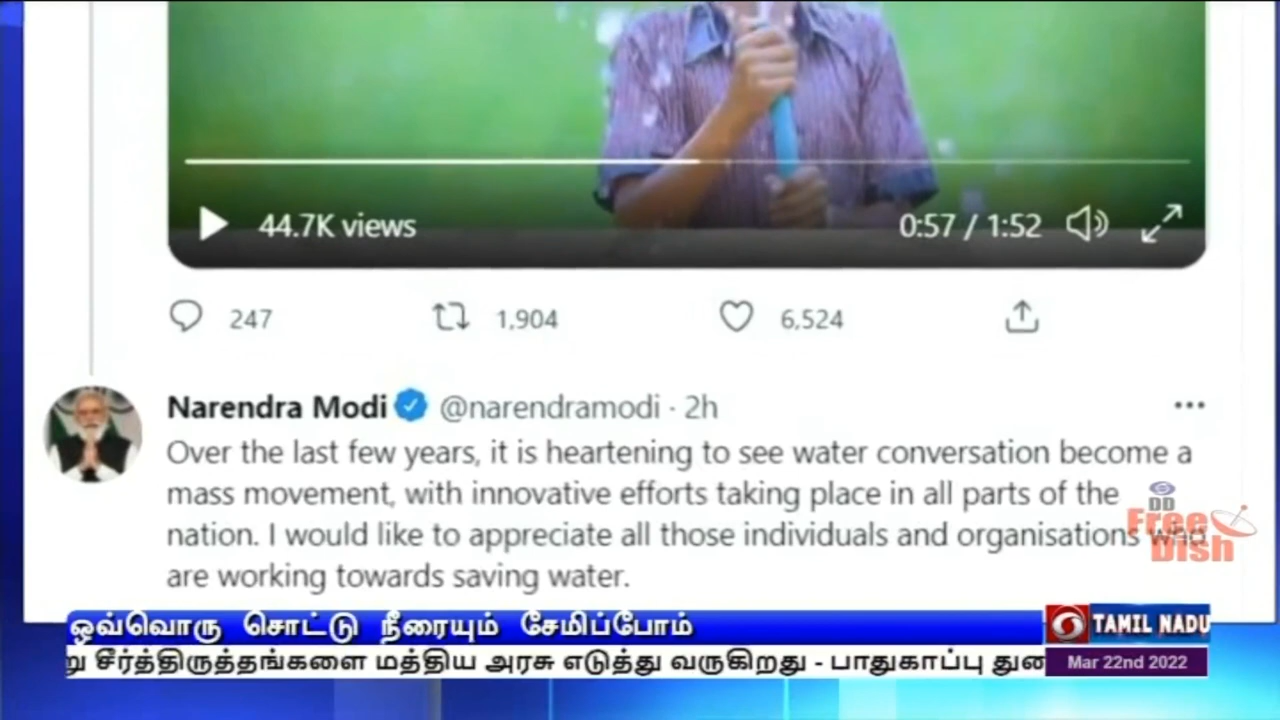 44.7K views
0:57 / 1:52
247
1,904
6,524
Narendra Modi @narendramodi · 2h
Over the last few years, it is heartening to see water conversation become a
mass movement, with innovative efforts taking place in all parts of the
nation. I would like to appreciate all those individuals and organisations who
are working towards saving water.
DD
Free
Dish
ஒவ்வொரு சொட்டு நீரையும் சேமிப்போம்
TAMIL NADU
று சீர்த்திருத்தங்களை மத்திய அரசு எடுத்து வருகிறது - பாதுகாப்பு துறை
Mar 22nd 2022